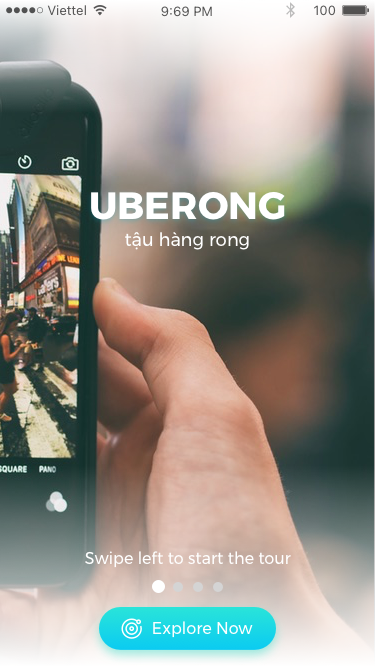 Viettel 9:69 PM 100
UBERONG
tậu hàng rong
SQUARE PANO
Swipe left to start the tour
Explore Now